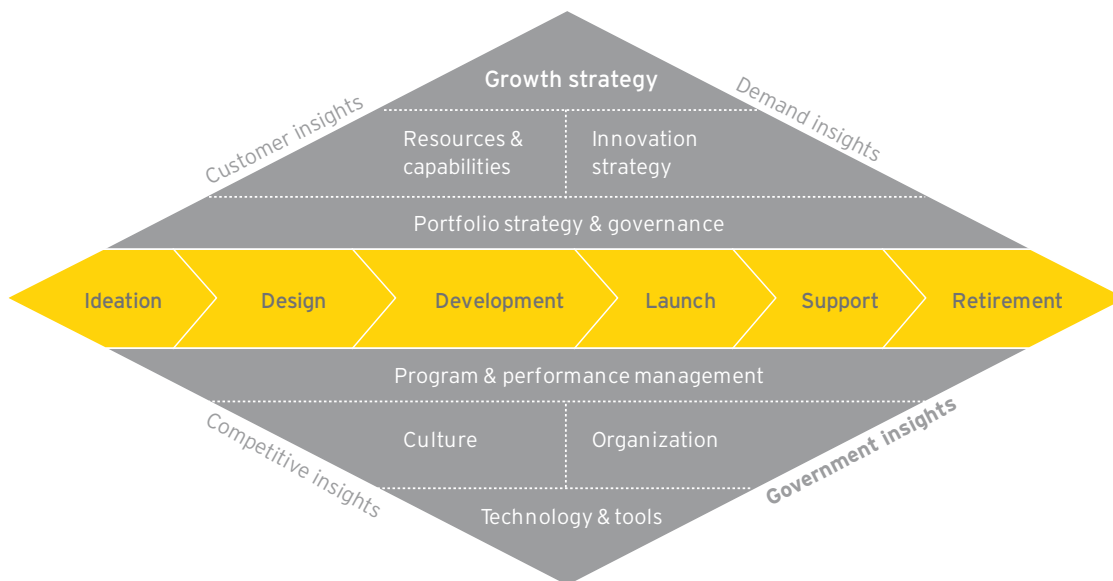 Growth strategy
Customer insights
Demand insights
Resources &
capabilities
Innovation
strategy
Portfolio strategy & governance
Ideation
Design
Development
Launch
Support
Retirement
Program & performance management
Competitive insights
Culture
Organization
Government insights
Technology & tools